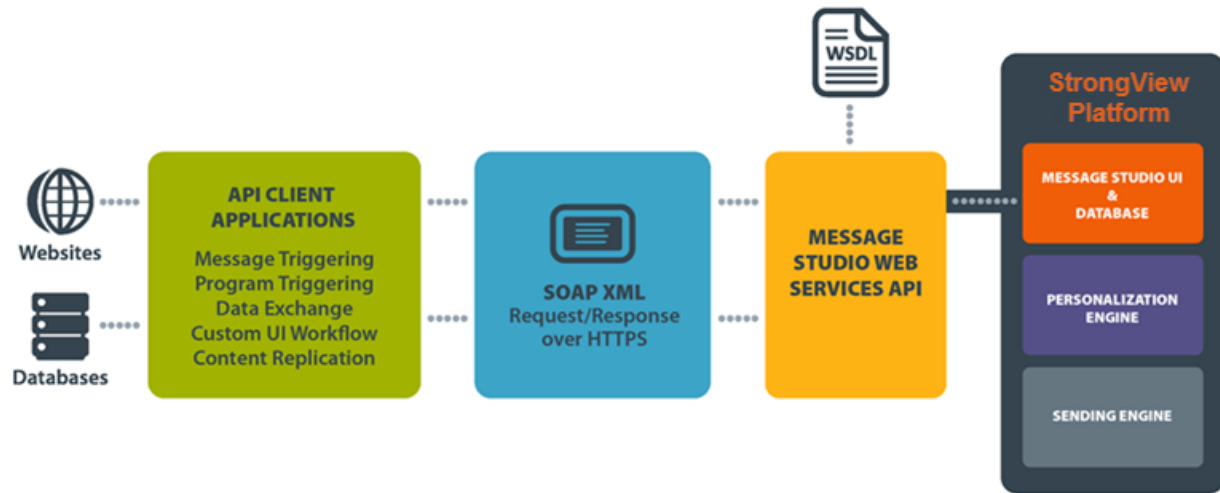 Websites
Databases
API CLIENT
APPLICATIONS
Message Triggering
Program Triggering
Data Exchange
Custom UI Workflow
Content Replication
SOAP XML
Request/Response
over HTTPS
WSDL
MESSAGE
STUDIO WEB
SERVICES API
StrongView
Platform
MESSAGE STUDIO UI
&
DATABASE
PERSONALIZATION
ENGINE
SENDING ENGINE